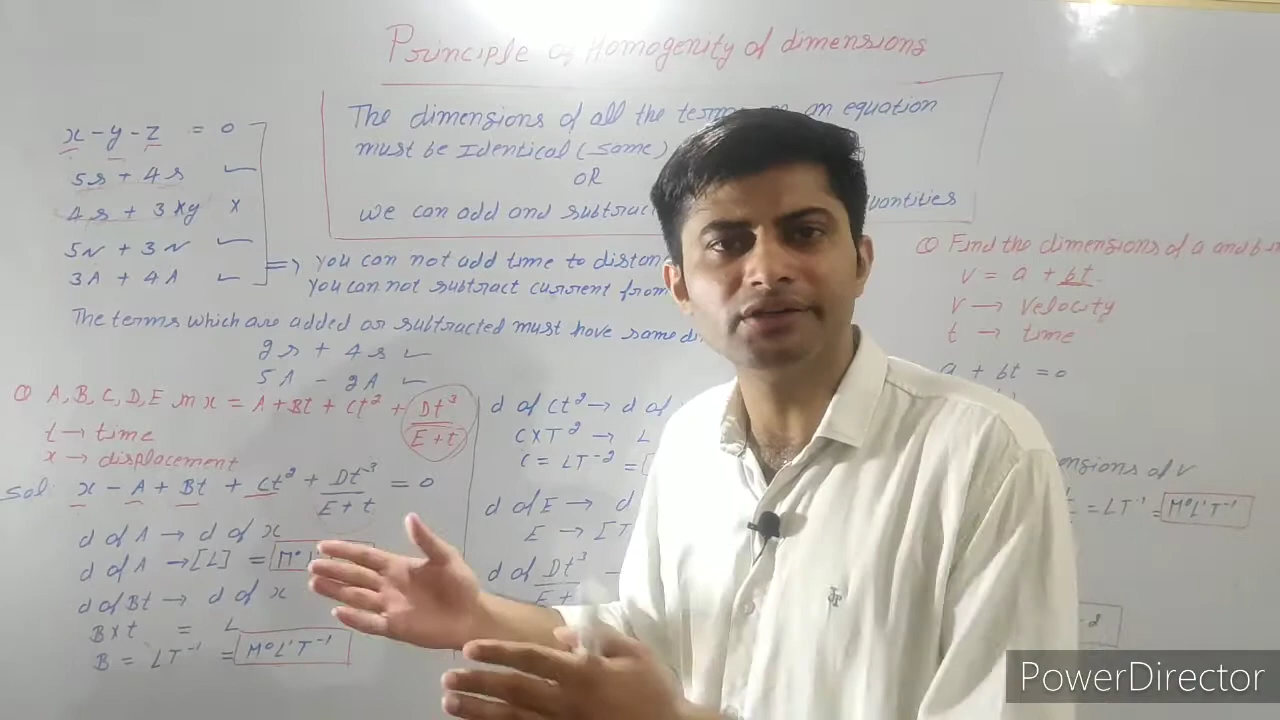 Principle of Homogenity of dimensions
The dimensions of all the terms an equation
must be Identical (same)
OR
we can add and subtract uantities
x - y - z = 0
5s + 4s ✓
4s + 3xy x
5v + 3v ✓
3A + 4A ✓
=> you can not add time to distan
you can not subtract current from
The terms which are added or subtracted must have same di
2s + 4s ✓
5A - 2A ✓
Q A, B, C, D, E in x = A + Bt + Ct² + Dt³/E+t
t → time
x → displacement
Sol: x - A + Bt + Ct² + Dt³/E+t = 0
d of A → d of x
d of A → [L] = M⁰L
d of Bt → d of x
B x t = L
B = LT⁻¹ = M⁰L¹T⁻¹
d of Ct² → d of
C x T² → L
C = LT⁻² = [
d of E → d
E → [T
d of Dt³/E+t -
Q Find the dimensions of a and b in
v = a + bt.
v → velocity
t → time
a + bt = 0
ensions of v
= LT⁻¹ = M⁰L¹T⁻¹
-2
JP
PowerDirector